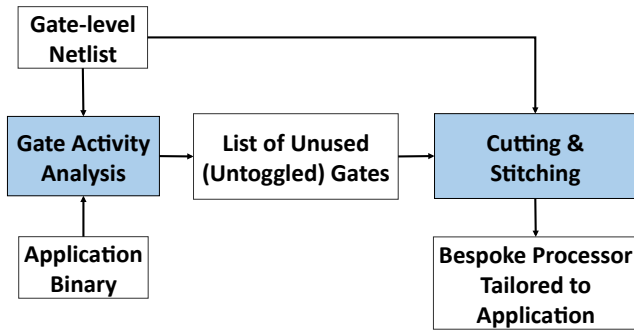 Gate-level
Netlist
Gate Activity
Analysis
List of Unused
(Untoggled) Gates
Cutting &
Stitching
Application
Binary
Bespoke Processor
Tailored to
Application